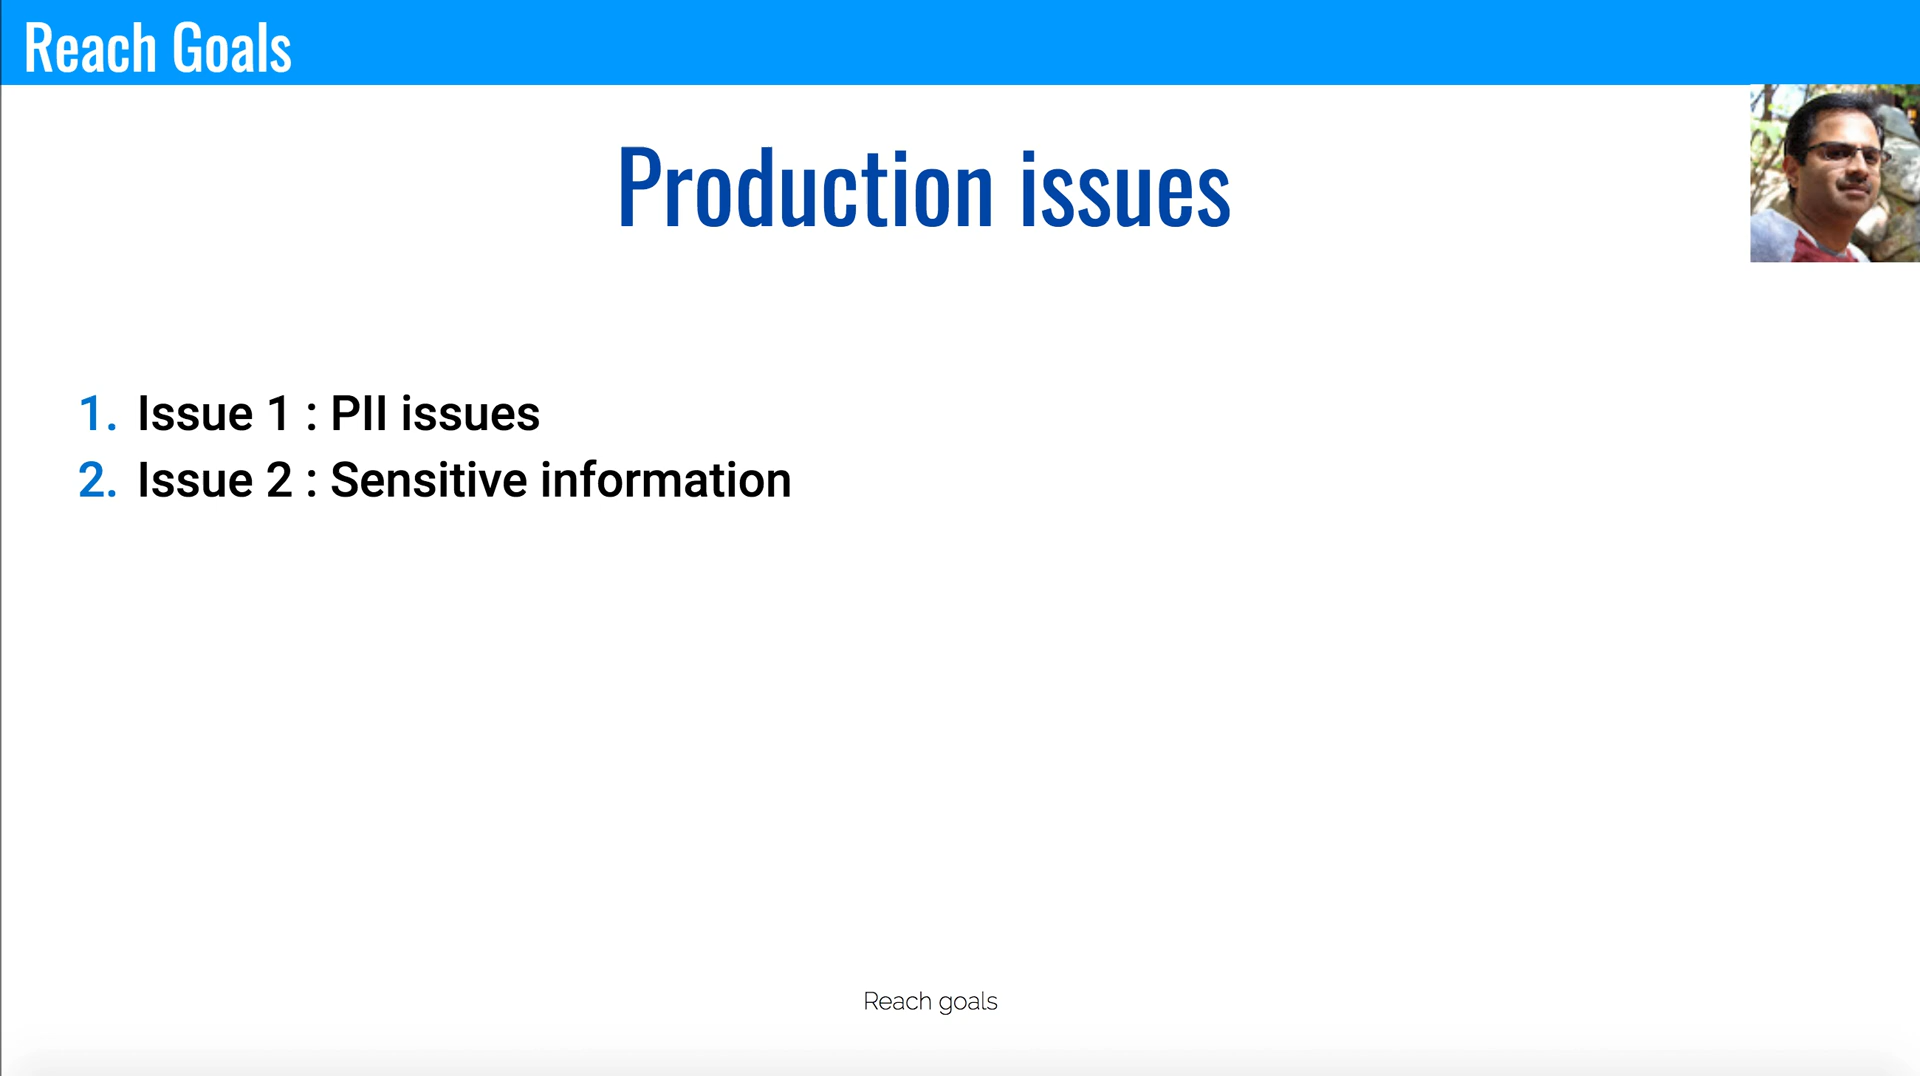 Reach Goals
Production issues
1. Issue 1 : PII issues
2. Issue 2 : Sensitive information
Reach goals